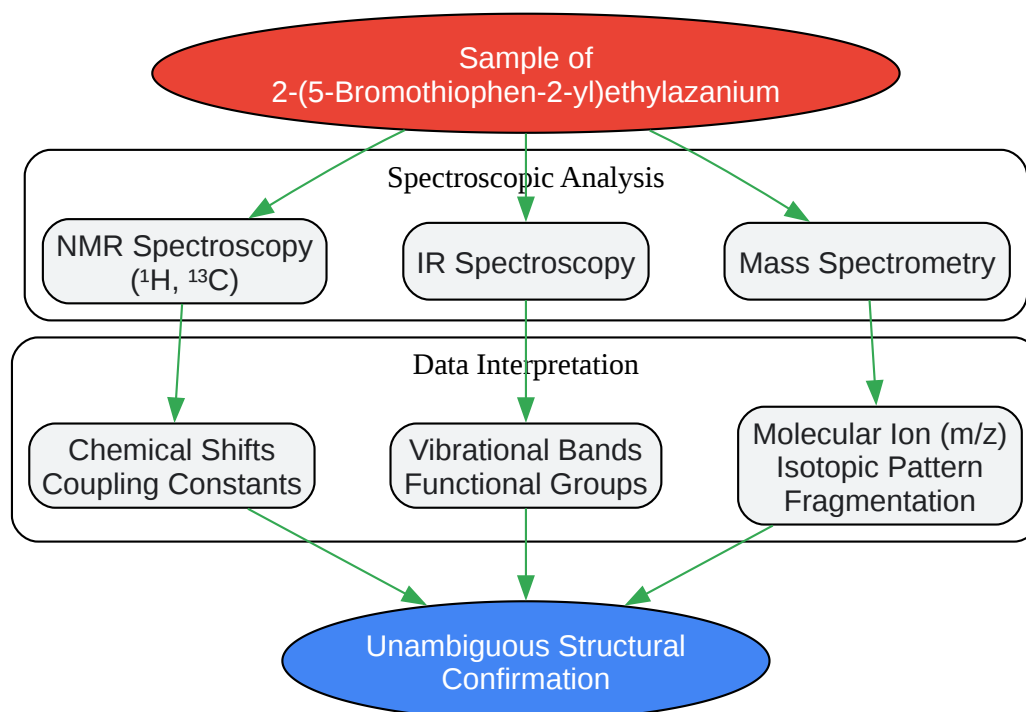 Sample of
2-(5-Bromothiophen-2-yl)ethylazanium
Spectroscopic Analysis
NMR Spectroscopy
(¹H, ¹³C)
IR Spectroscopy
Mass Spectrometry
Data Interpretation
Chemical Shifts
Coupling Constants
Vibrational Bands
Functional Groups
Molecular Ion (m/z)
Isotopic Pattern
Fragmentation
Unambiguous Structural
Confirmation